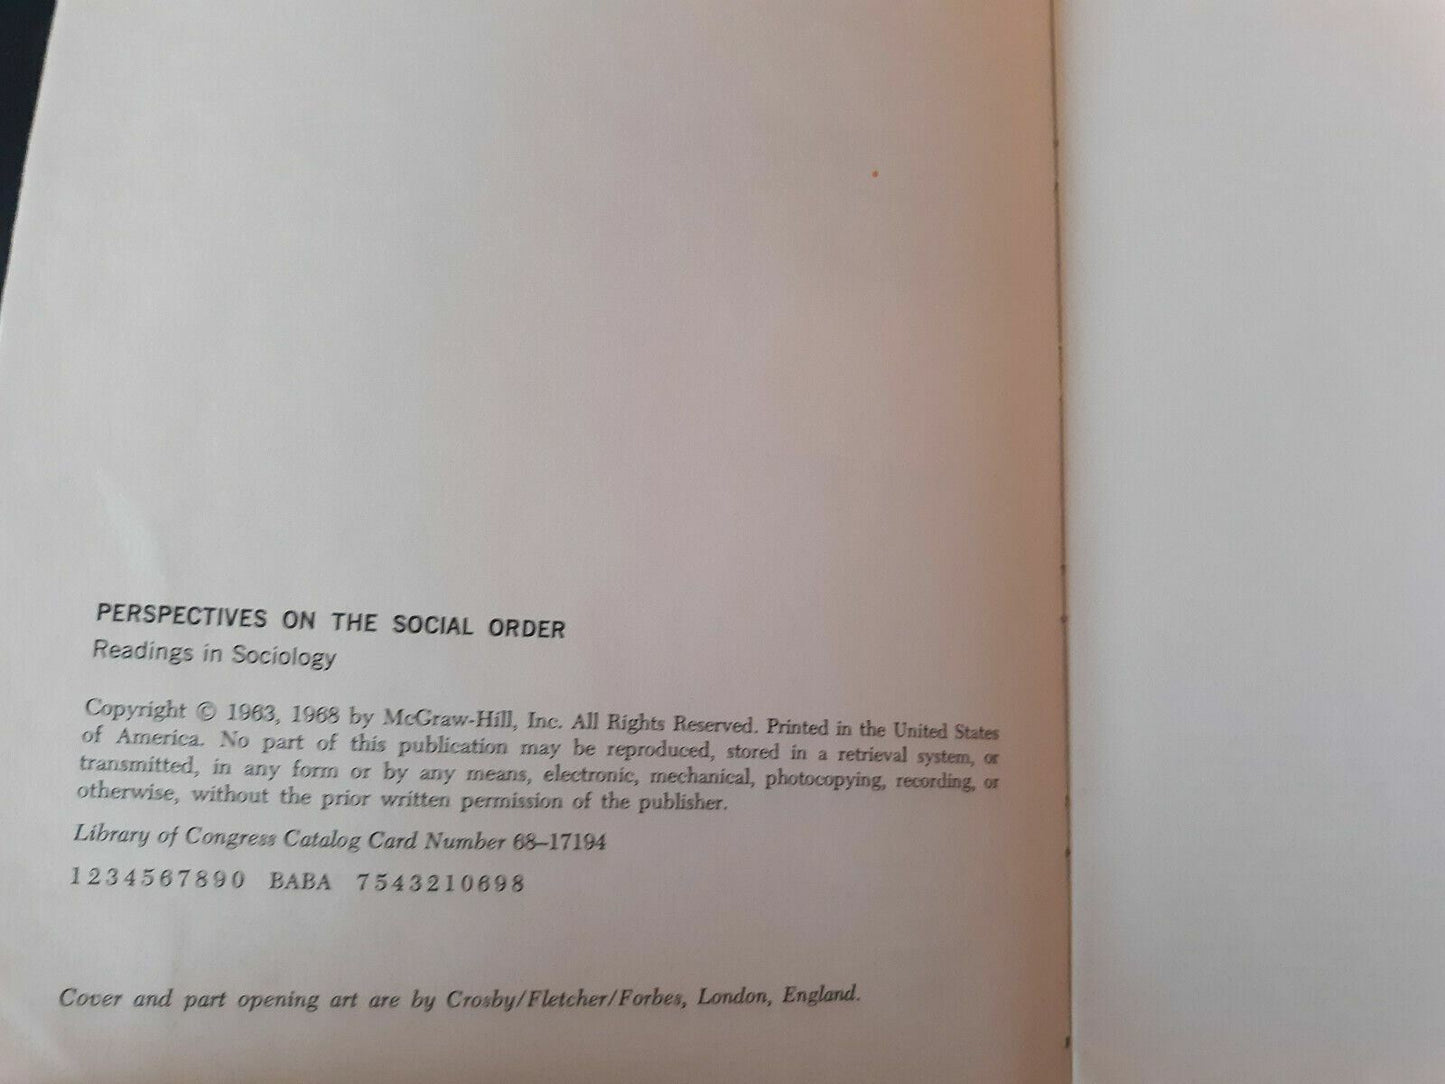 PERSPECTIVES ON THE SOCIAL ORDER
Readings in Sociology
Copyright © 1963, 1968 by McGraw-Hill, Inc. All Rights Reserved. Printed in the United States
of America. No part of this publication may be reproduced, stored in a retrieval system, or
transmitted, in any form or by any means, electronic, mechanical, photocopying, recording, or
otherwise, without the prior written permission of the publisher.
Library of Congress Catalog Card Number 68–17194
1234567890 BABA 7543210698
Cover and part opening art are by Crosby/Fletcher/Forbes, London, England.